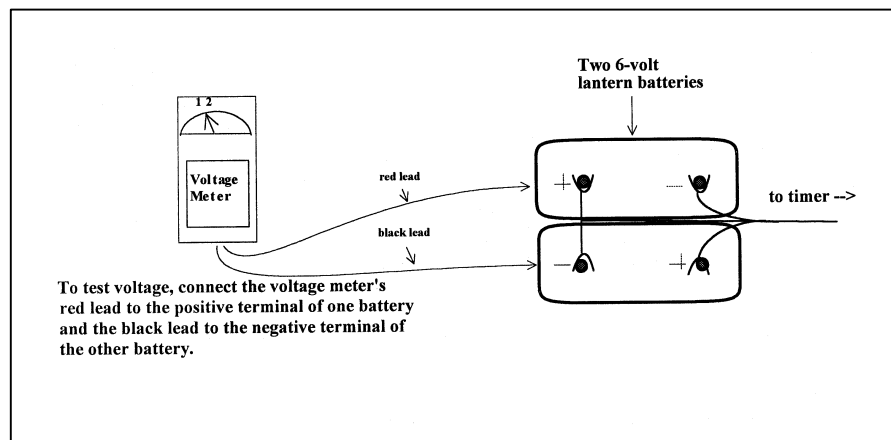 Two 6-volt
lantern batteries
1 2
Voltage
Meter
red lead
black lead
+
−
−
+
to timer -->
To test voltage, connect the voltage meter's
red lead to the positive terminal of one battery
and the black lead to the negative terminal of
the other battery.